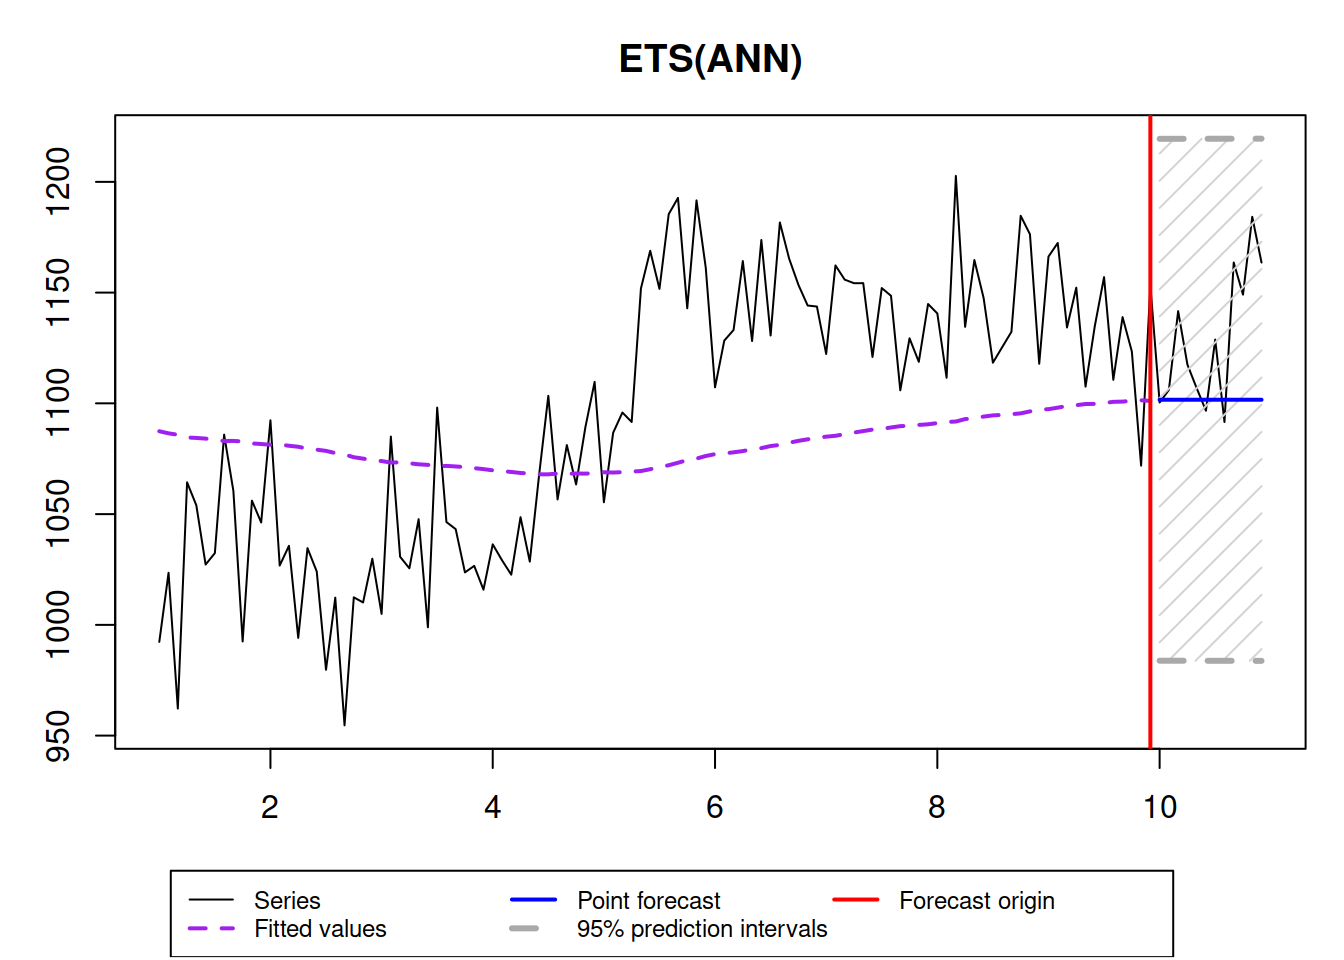 ETS(ANN)
1200
1150
1100
1050
1000
950
2 4 6 8 10
Series Point forecast Forecast origin
Fitted values 95% prediction intervals